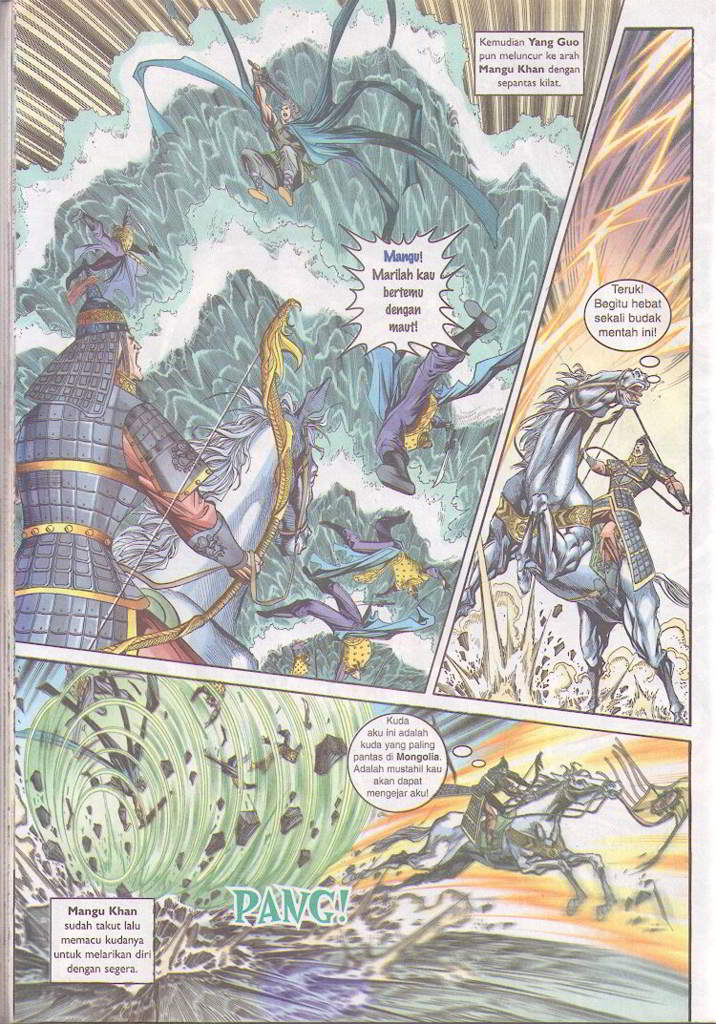 Kemudian Yang Guo
pun meluncur ke arah
Mangu Khan dengan
sepantas kilat.
Mangu!
Marilah kau
bertemu
dengan
maut!
Teruk!
Begitu hebat
sekali budak
mentah ini!
Kuda
aku ini adalah
kuda yang paling
pantas di Mongolia.
Adalah mustahil kau
akan dapat
mengejar aku!
PANG!
Mangu Khan
sudah takut lalu
memacu kudanya
untuk melarikan diri
dengan segera.